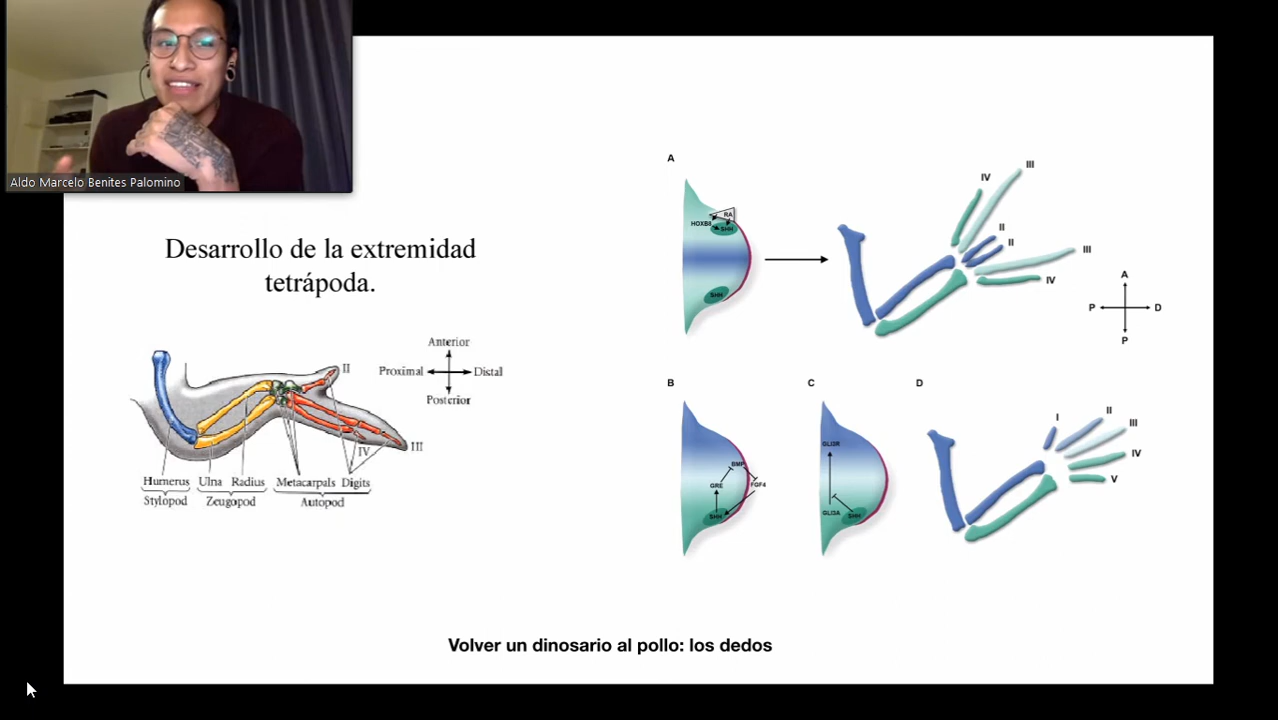 Aldo Marcelo Benites Palomino
Desarrollo de la extremidad
tetrápoda.
Anterior
Proximal
Distal
Posterior
II
III
IV
Humerus Ulna Radius Metacarpals Digits
Stylopod Zeugopod Autopod
A
RA
HOXB8
SHH
SHH
IV
III
II
II
III
IV
A
P
D
P
B
BMP
GRE
FGF4
SHH
C
GLI3R
GLI3A
SHH
D
I
II
III
IV
V
Volver un dinosario al pollo: los dedos